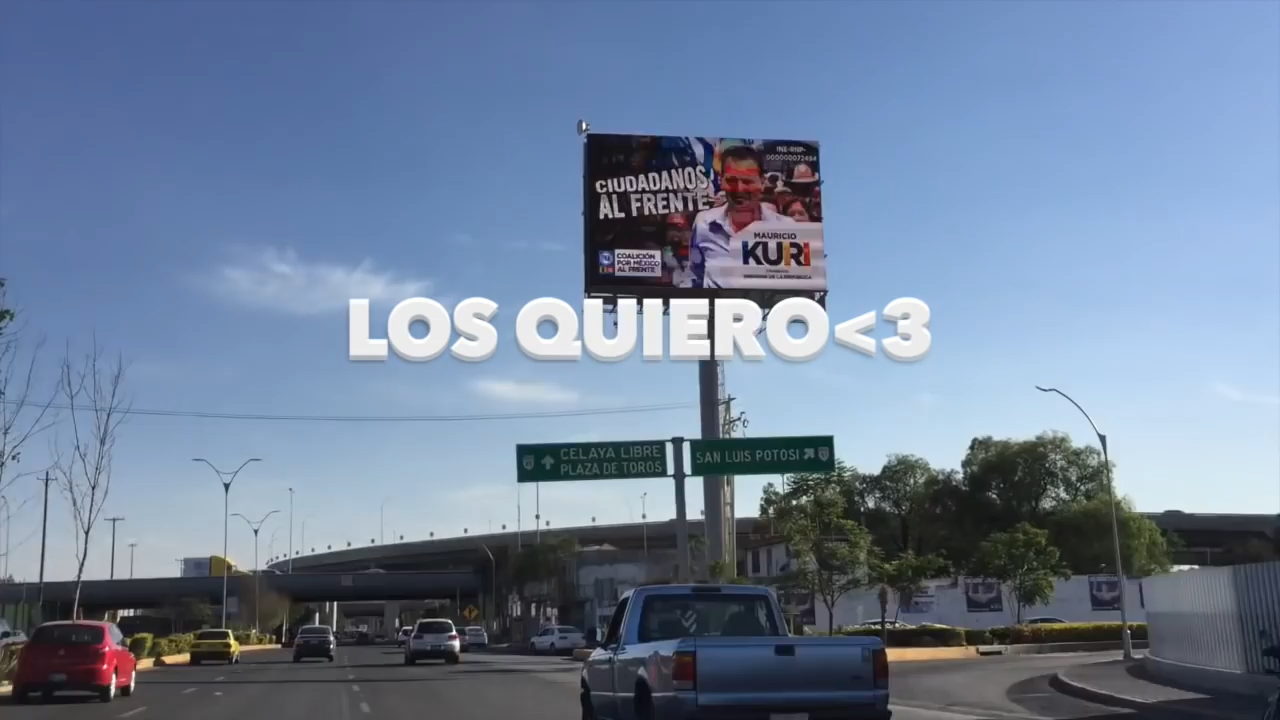 INE-RNP-
000000072494
CIUDADANOS
AL FRENTE
MAURICIO
KURI
COALICIÓN
POR MÉXICO
AL FRENTE
LOS QUIERO<3
CELAYA LIBRE
PLAZA DE TOROS
SAN LUIS POTOSI